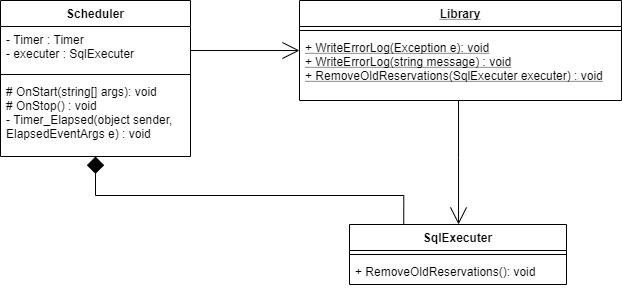 Scheduler
- Timer : Timer
- executer : SqlExecuter
# OnStart(string[] args): void
# OnStop() : void
- Timer_Elapsed(object sender,
ElapsedEventArgs e) : void
Library
+ WriteErrorLog(Exception e): void
+ WriteErrorLog(string message) : void
+ RemoveOldReservations(SqlExecuter executer) : void
SqlExecuter
+ RemoveOldReservations(): void